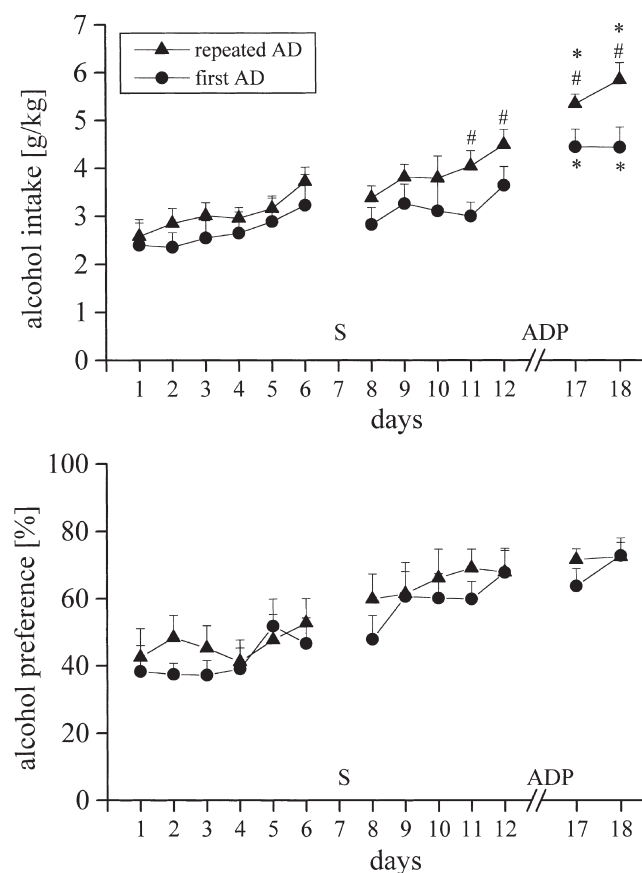 7
6
5
4
3
2
1
0
alcohol intake [g/kg]
repeated AD
first AD
# # * # * * # *
S ADP
1 2 3 4 5 6 7 8 9 10 11 12 17 18
days
100
80
60
40
20
0
alcohol preference [%]
S ADP
1 2 3 4 5 6 7 8 9 10 11 12 17 18
days